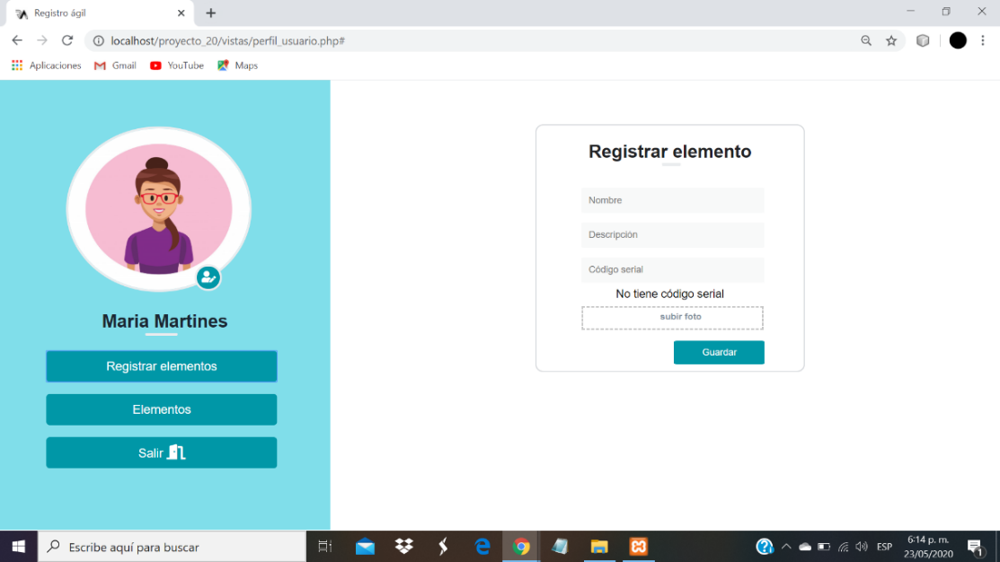 Registro ágil
localhost/proyecto_20/vistas/perfil_usuario.php#
Aplicaciones Gmail YouTube Maps
Maria Martines
Registrar elementos
Elementos
Salir
Registrar elemento
Nombre
Descripción
Código serial
No tiene código serial
subir foto
Guardar
Escribe aquí para buscar
ESP
6:14 p. m.
23/05/2020
1